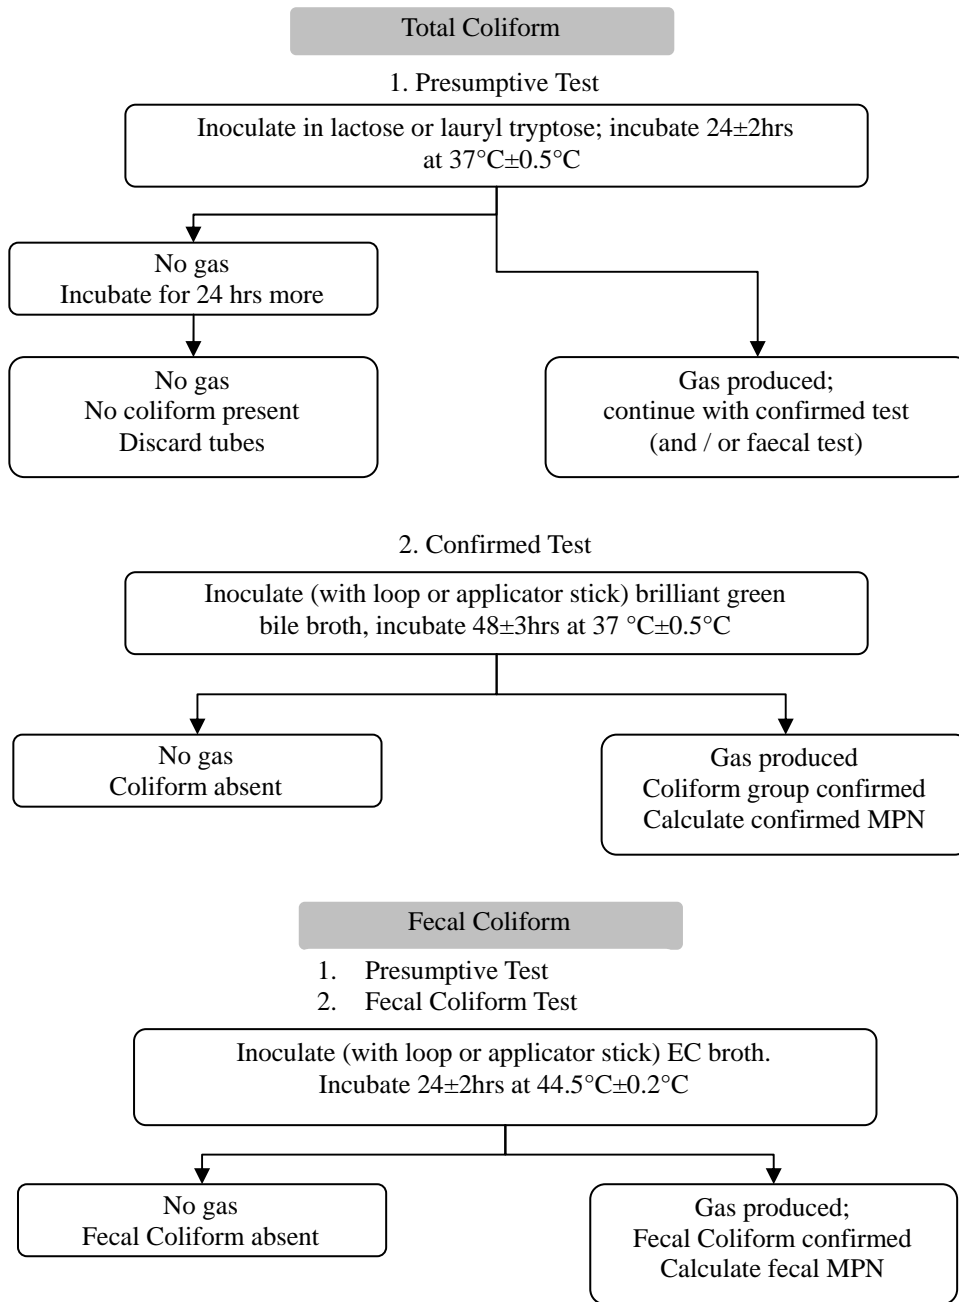 Total Coliform
1. Presumptive Test
Inoculate in lactose or lauryl tryptose; incubate 24±2hrs
at 37°C±0.5°C
No gas
Incubate for 24 hrs more
No gas
No coliform present
Discard tubes
Gas produced;
continue with confirmed test
(and / or faecal test)
2. Confirmed Test
Inoculate (with loop or applicator stick) brilliant green
bile broth, incubate 48±3hrs at 37 °C±0.5°C
No gas
Coliform absent
Gas produced
Coliform group confirmed
Calculate confirmed MPN
Fecal Coliform
1. Presumptive Test
2. Fecal Coliform Test
Inoculate (with loop or applicator stick) EC broth.
Incubate 24±2hrs at 44.5°C±0.2°C
No gas
Fecal Coliform absent
Gas produced;
Fecal Coliform confirmed
Calculate fecal MPN